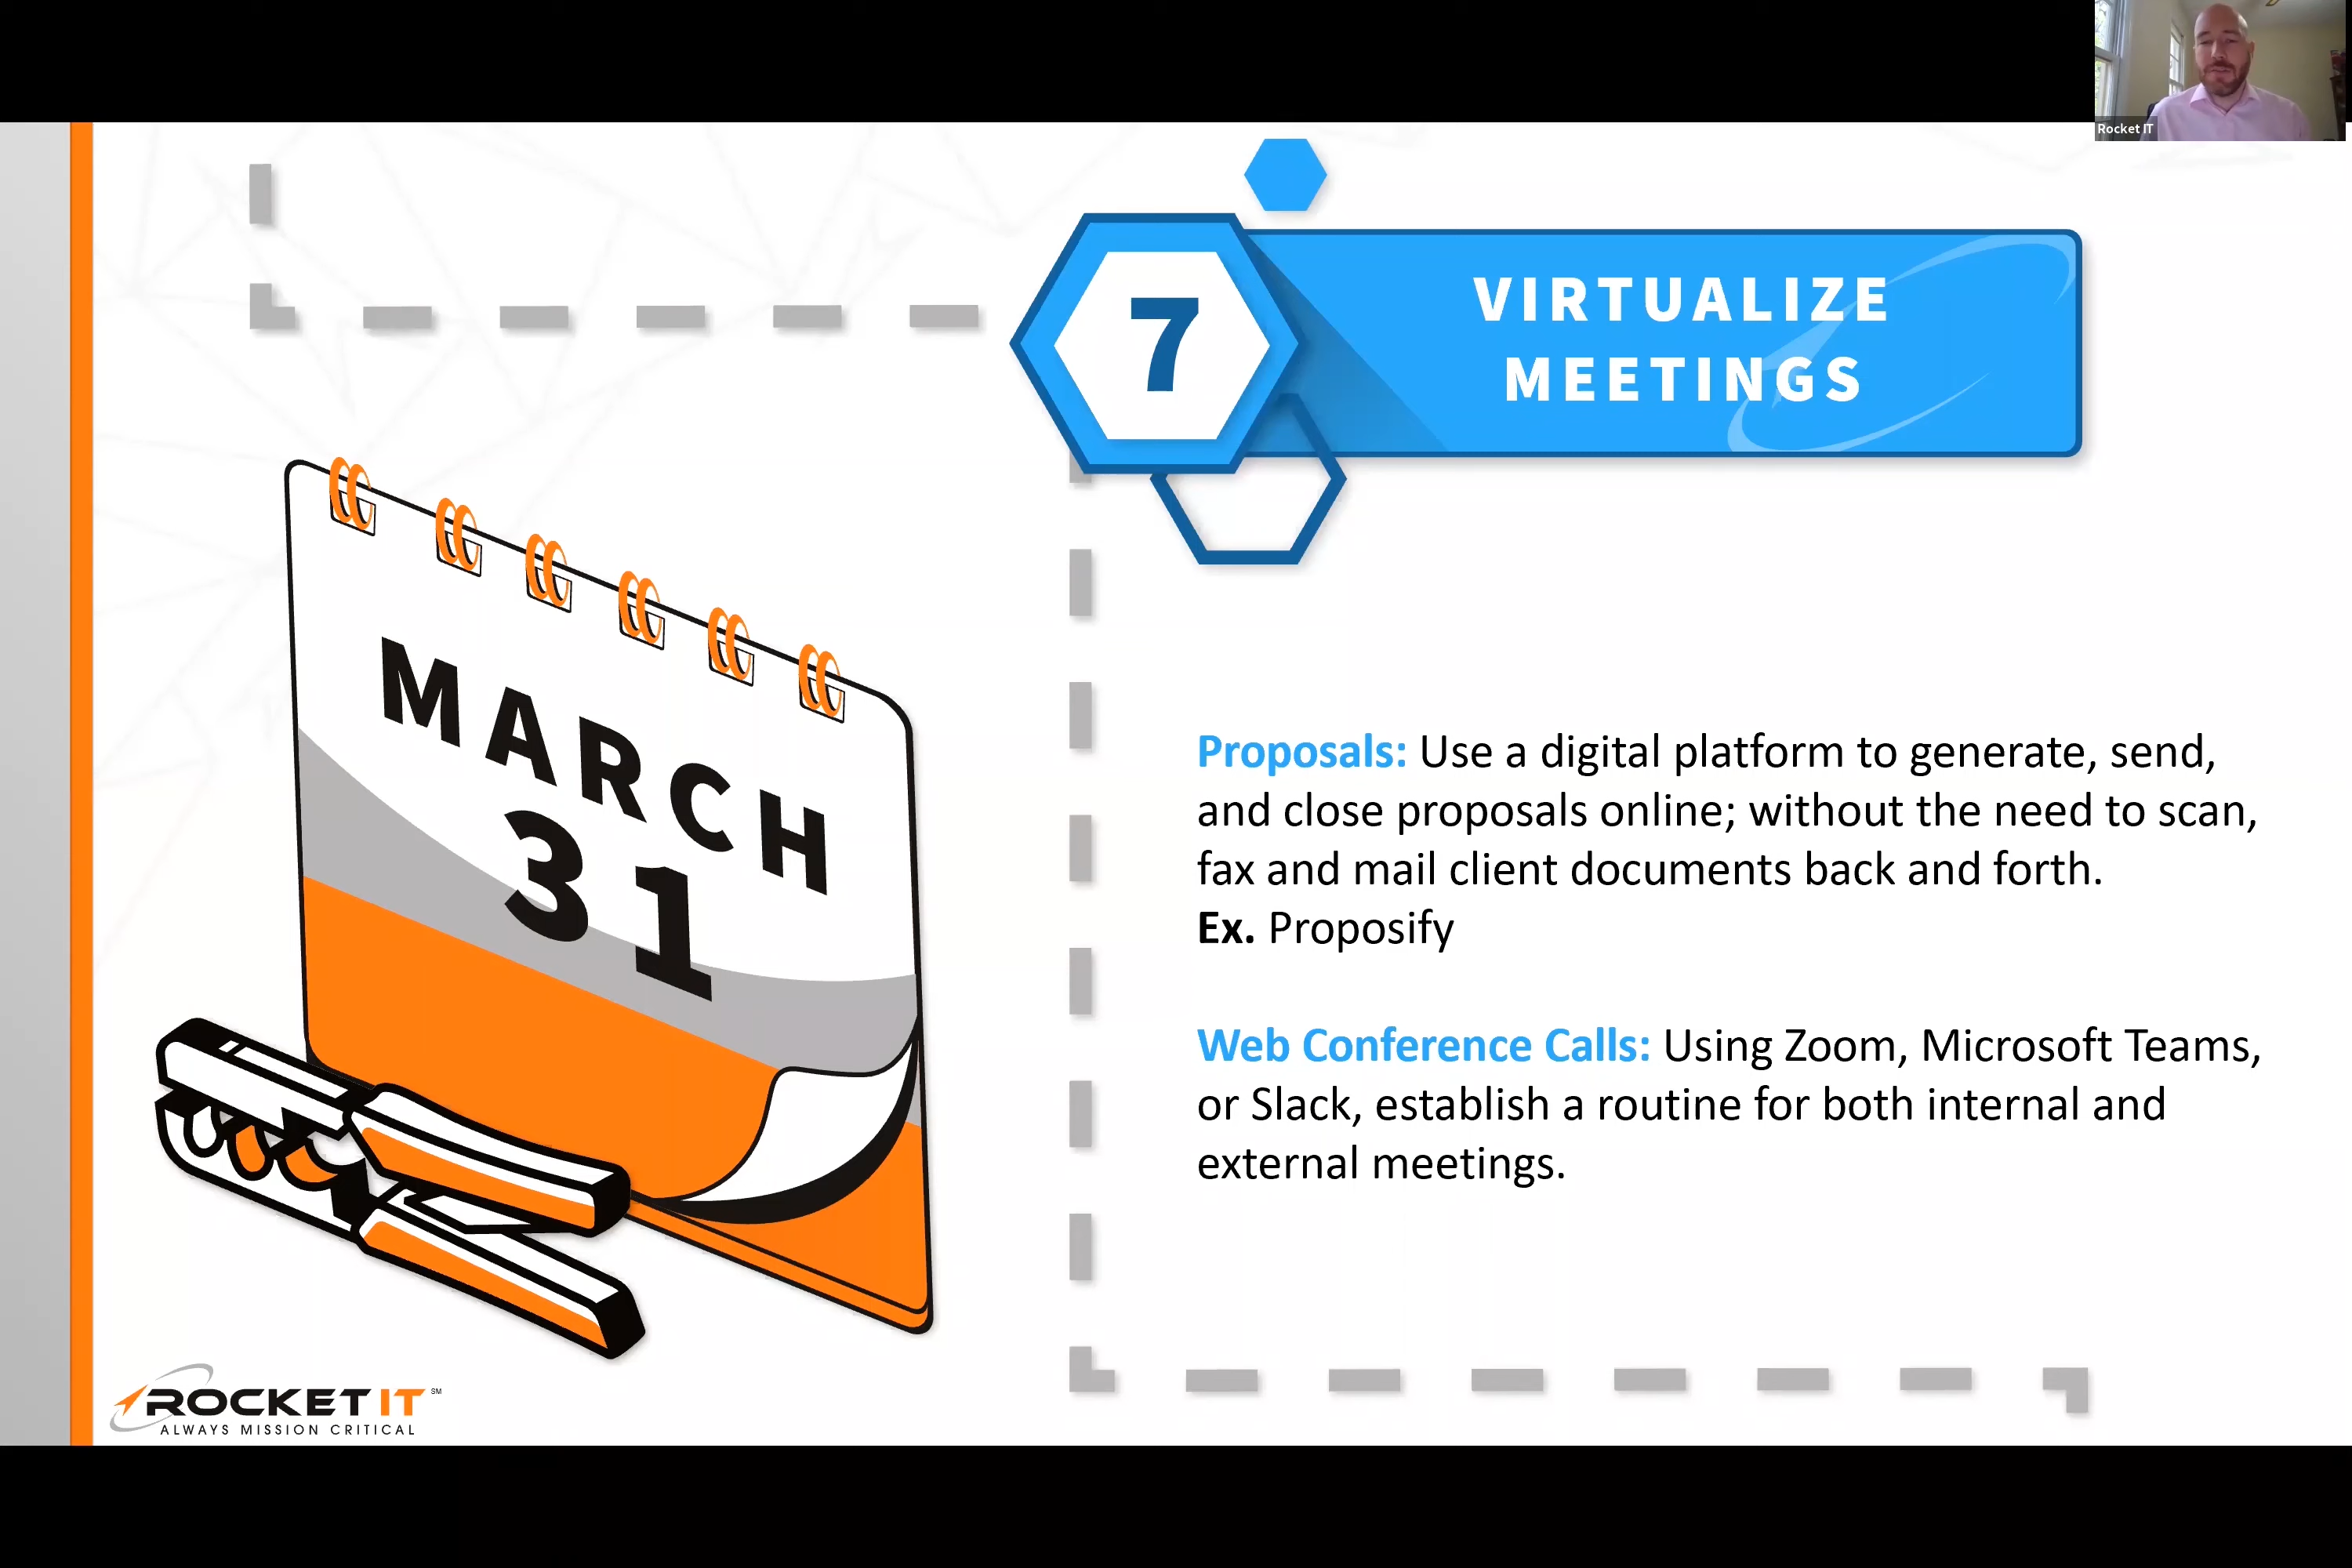 Rocket IT
7
VIRTUALIZE
MEETINGS
MARCH
31
Proposals: Use a digital platform to generate, send,
and close proposals online; without the need to scan,
fax and mail client documents back and forth.
Ex. Proposify
Web Conference Calls: Using Zoom, Microsoft Teams,
or Slack, establish a routine for both internal and
external meetings.
ROCKET IT SM
ALWAYS MISSION CRITICAL